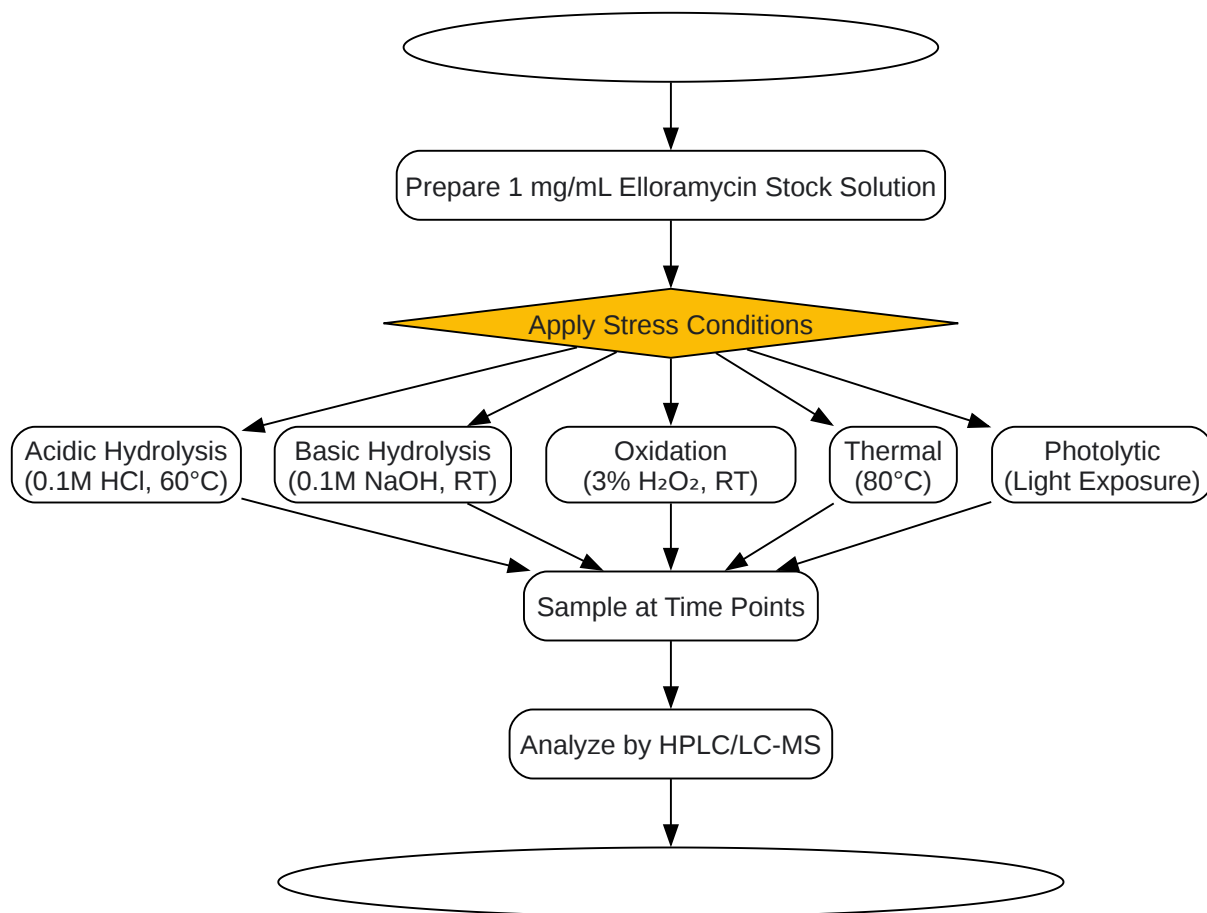 Prepare 1 mg/mL Elloramycin Stock Solution
Apply Stress Conditions
Acidic Hydrolysis
(0.1M HCl, 60°C)
Basic Hydrolysis
(0.1M NaOH, RT)
Oxidation
(3% H₂O₂, RT)
Thermal
(80°C)
Photolytic
(Light Exposure)
Sample at Time Points
Analyze by HPLC/LC-MS